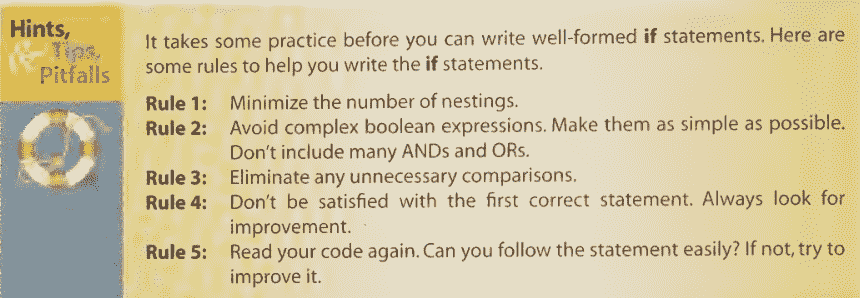 Hints,
Tips,
Pitfalls
It takes some practice before you can write well-formed if statements. Here are
some rules to help you write the if statements.
Rule 1: Minimize the number of nestings.
Rule 2: Avoid complex boolean expressions. Make them as simple as possible.
Don't include many ANDs and ORs.
Rule 3: Eliminate any unnecessary comparisons.
Rule 4: Don't be satisfied with the first correct statement. Always look for
improvement.
Rule 5: Read your code again. Can you follow the statement easily? If not, try to
improve it.